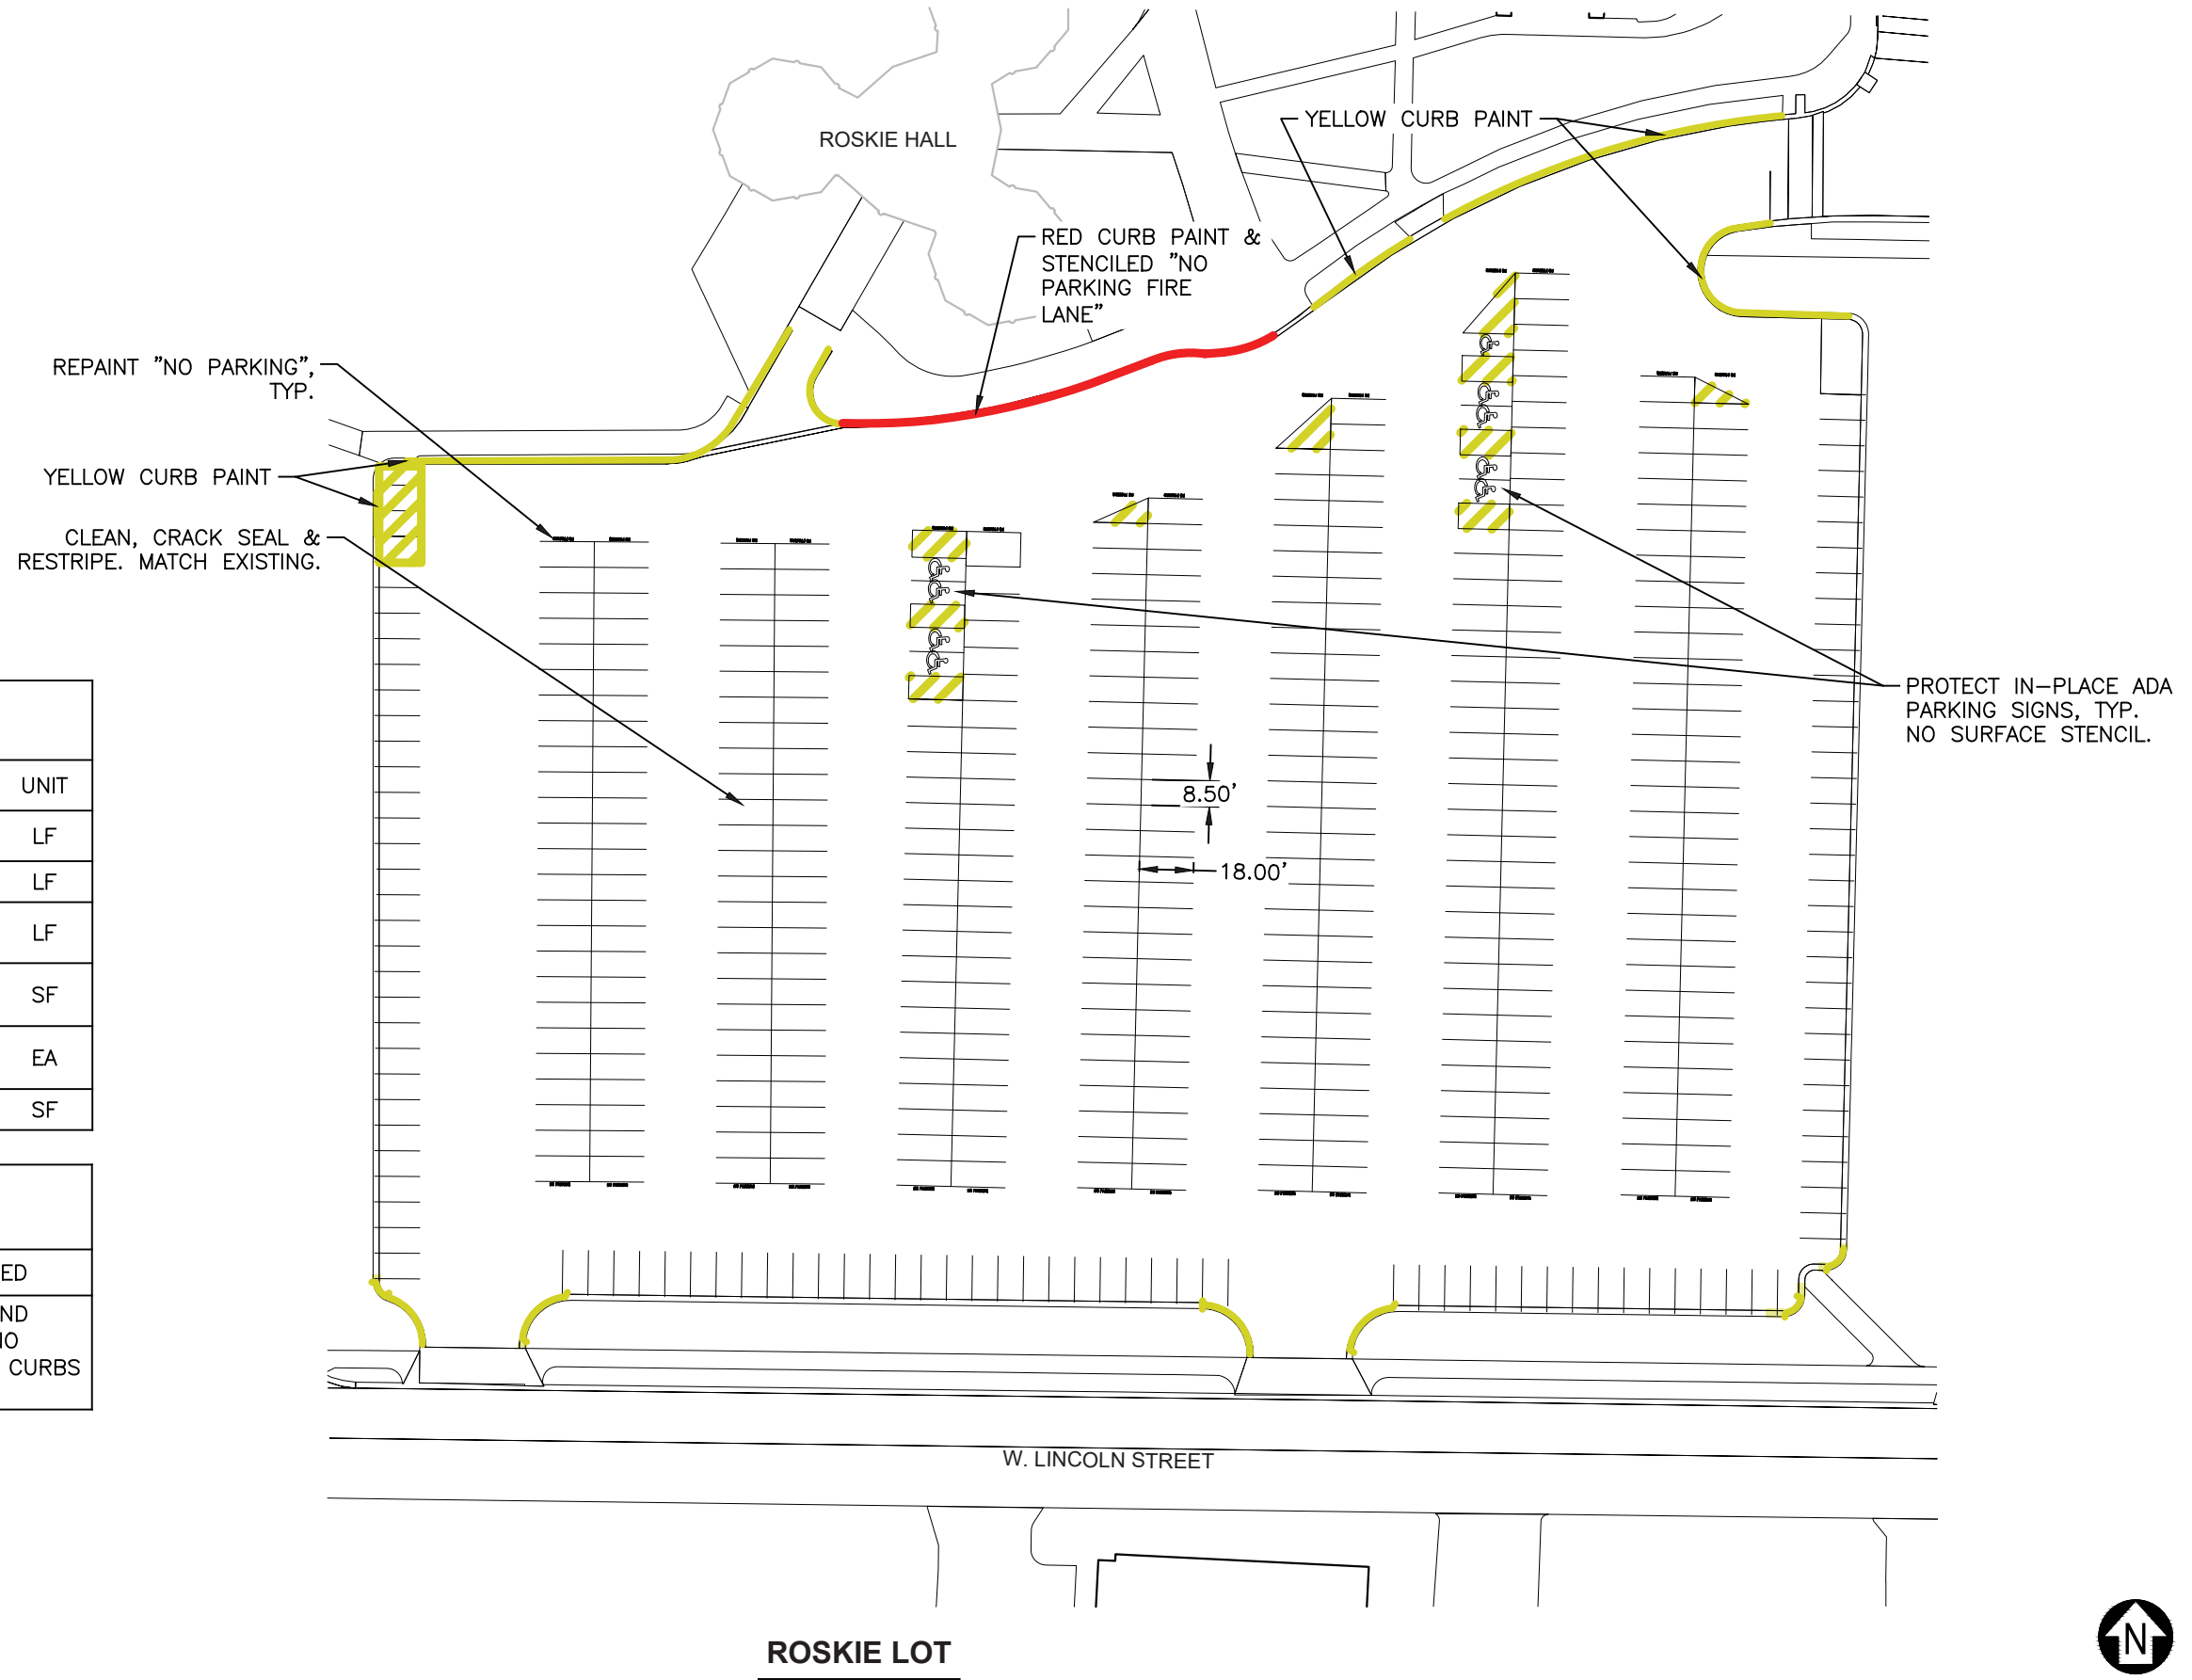 ROSKIE HALL
YELLOW CURB PAINT
RED CURB PAINT &
STENCILED "NO
PARKING FIRE
LANE"
REPAINT "NO PARKING",
TYP.
YELLOW CURB PAINT
CLEAN, CRACK SEAL &
RESTRIPE. MATCH EXISTING.
PROTECT IN-PLACE ADA
PARKING SIGNS, TYP.
NO SURFACE STENCIL.
8.50'
18.00'
UNIT
LF
LF
LF
SF
EA
SF
ED
ND
NO
CURBS
W. LINCOLN STREET
ROSKIE LOT
N